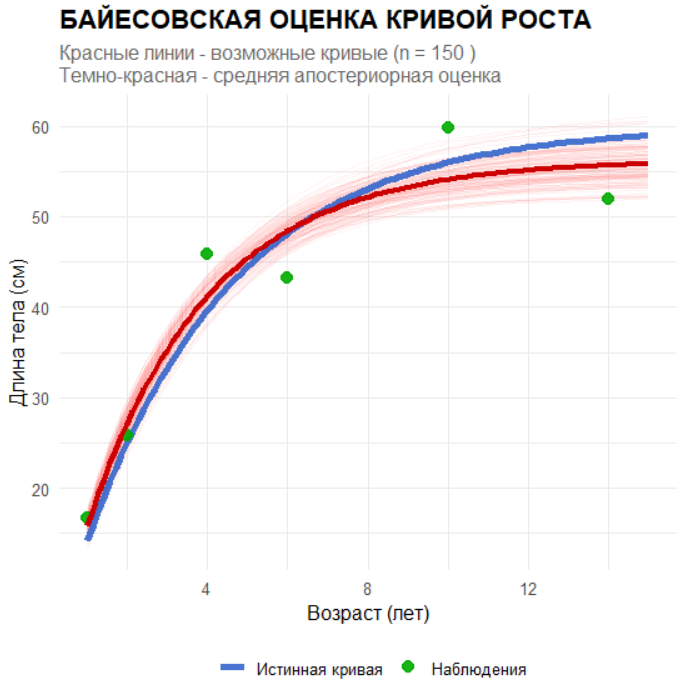 БАЙЕСОВСКАЯ ОЦЕНКА КРИВОЙ РОСТА
Красные линии - возможные кривые (n = 150 )
Темно-красная - средняя апостериорная оценка
60
50
40
30
20
Длина тела (см)
4 8 12
Возраст (лет)
Истинная кривая Наблюдения